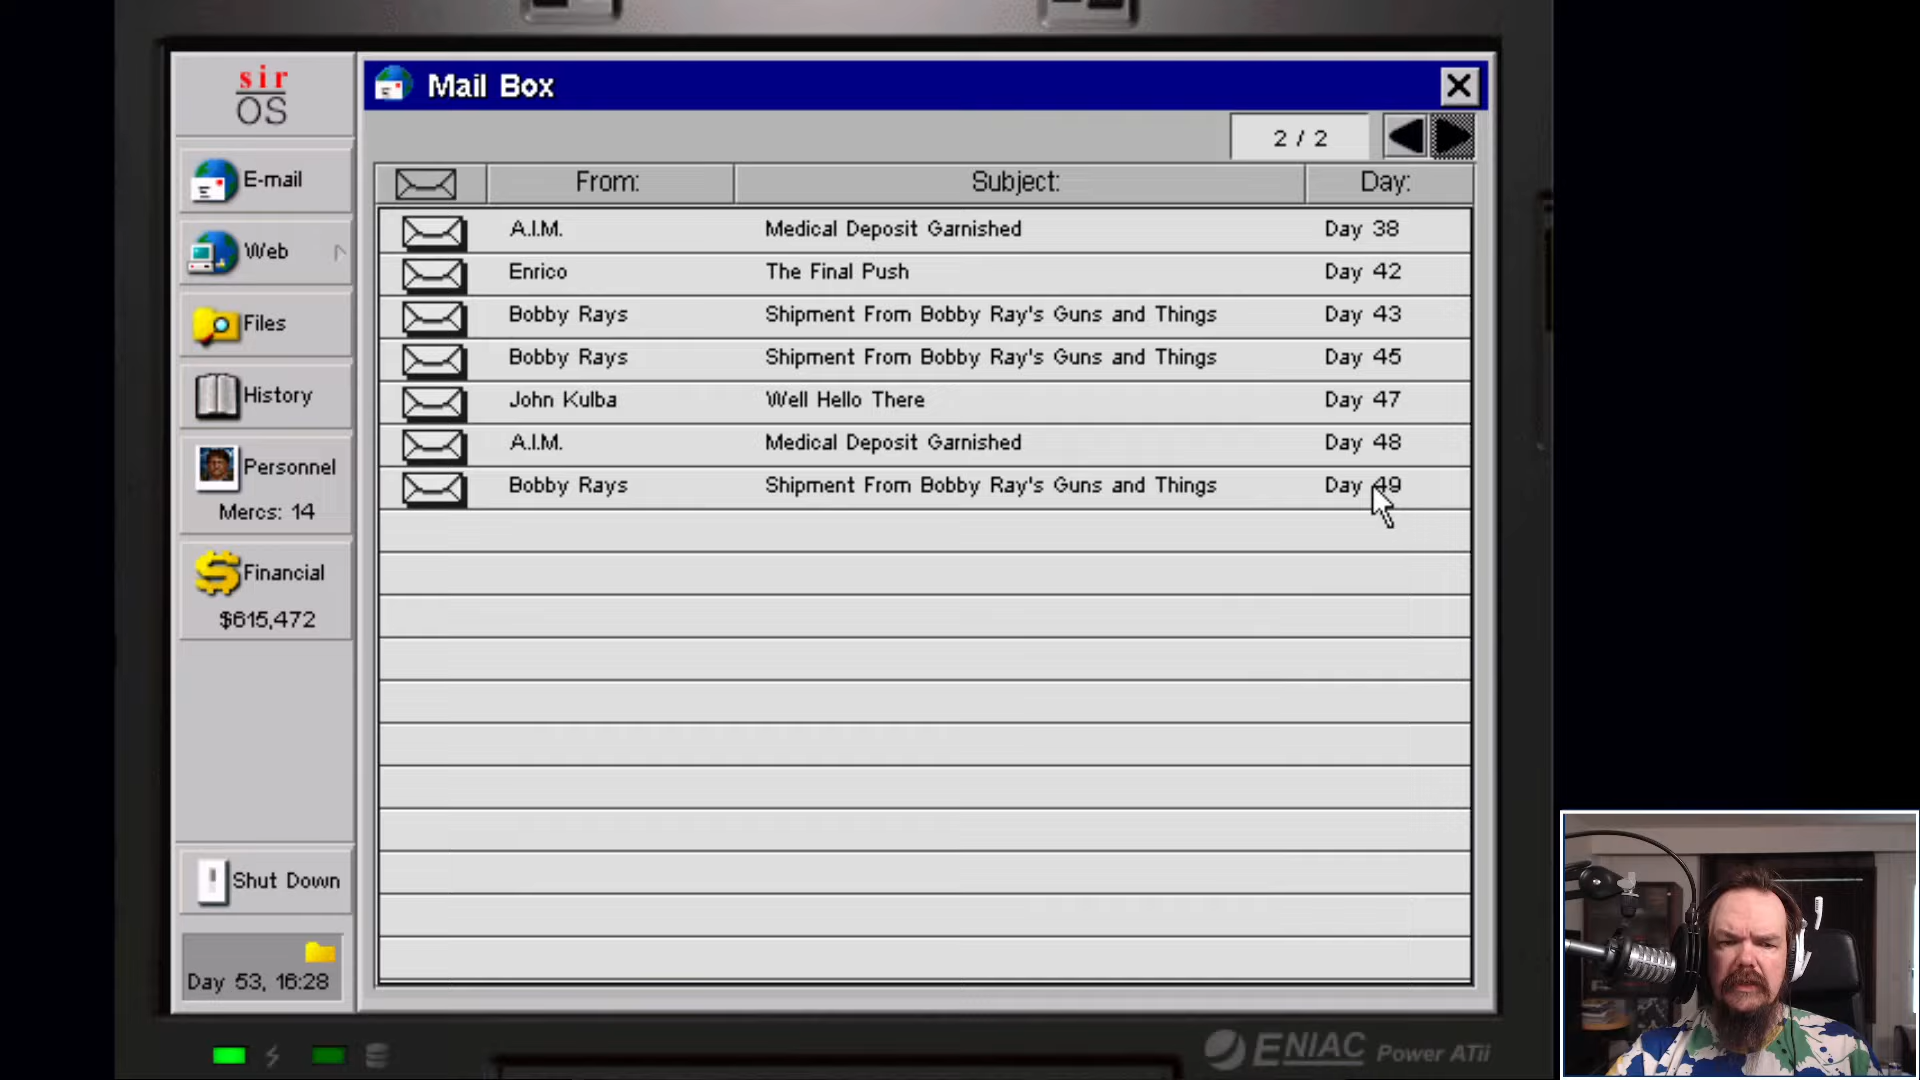 sir
OS
Mail Box
2 / 2
From: Subject: Day:
E-mail
Web
Files
History
Personnel
Mercs: 14
Financial
$615,472
A.I.M. Medical Deposit Garnished Day 38
Enrico The Final Push Day 42
Bobby Rays Shipment From Bobby Ray's Guns and Things Day 43
Bobby Rays Shipment From Bobby Ray's Guns and Things Day 45
John Kulba Well Hello There Day 47
A.I.M. Medical Deposit Garnished Day 48
Bobby Rays Shipment From Bobby Ray's Guns and Things Day 49
Shut Down
Day 53, 16:28
ENIAC Power ATii